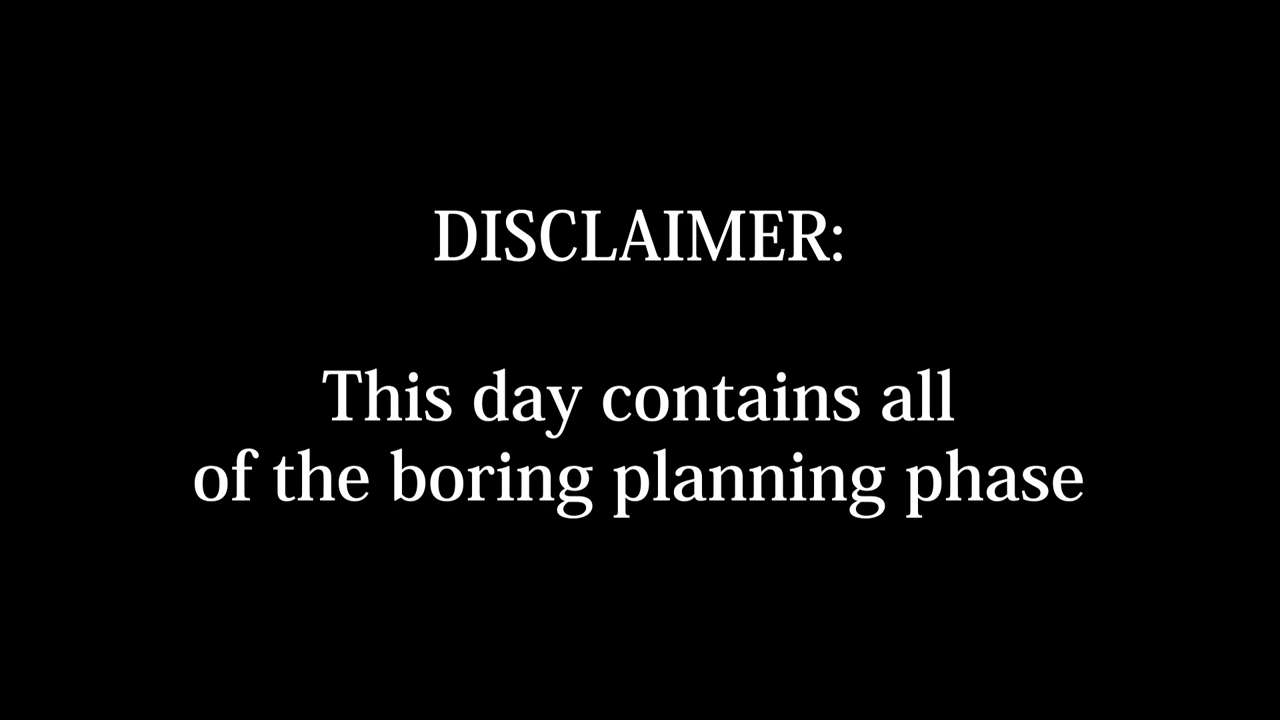 DISCLAIMER:
This day contains all
of the boring planning phase